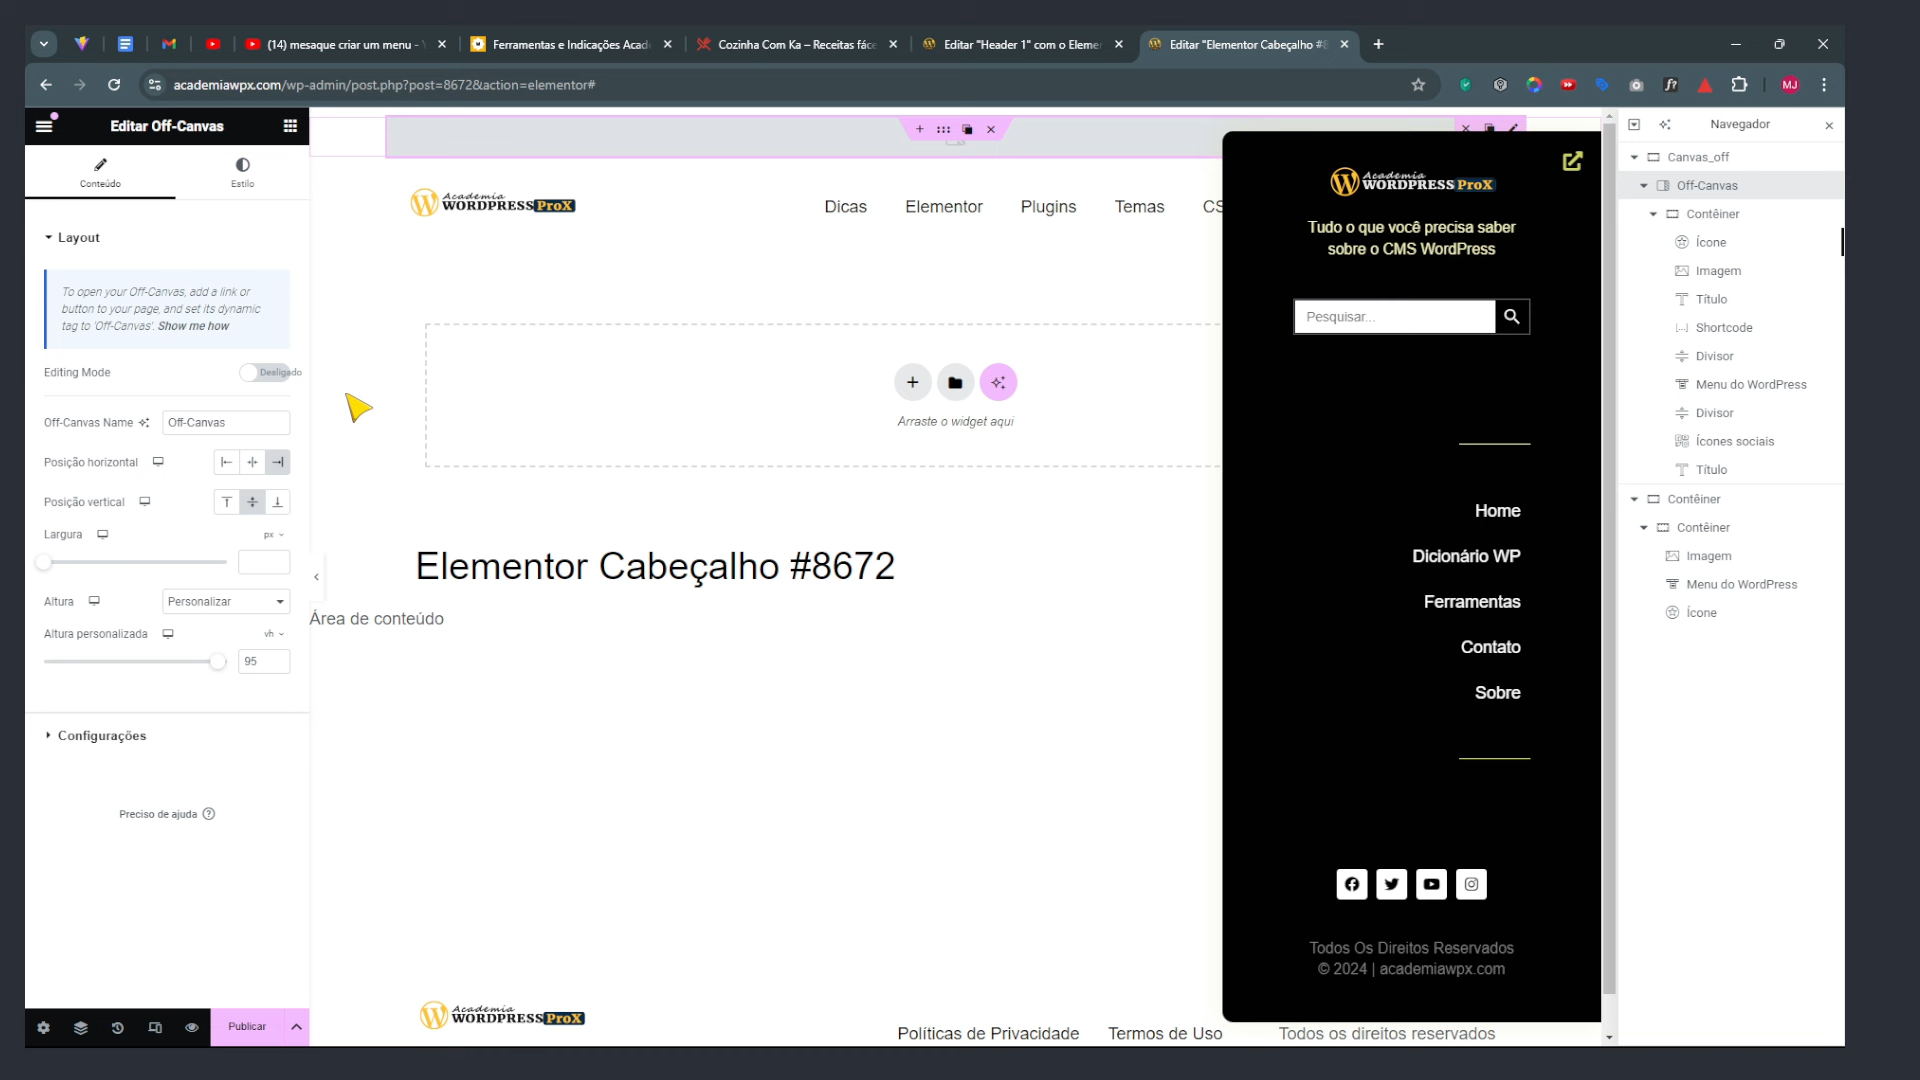 (14) mesaque criar um menu -
Ferramentas e Indicações Acad
Cozinha Com Ka – Receitas fáce
Editar "Header 1" com o Eleme
Editar "Elementor Cabeçalho #8
academiawpx.com/wp-admin/post.php?post=8672&action=elementor#
MJ
Editar Off-Canvas
Conteúdo
Estilo
Layout
To open your Off-Canvas, add a link or
button to your page, and set its dynamic
tag to 'Off-Canvas'. Show me how
Editing Mode
Desligado
Off-Canvas Name
Off-Canvas
Posição horizontal
Posição vertical
Largura
px
Altura
Personalizar
Altura personalizada
vh
95
Configurações
Preciso de ajuda
Publicar
Academia
WORDPRESS ProX
Dicas
Elementor
Plugins
Temas
CS
Arraste o widget aqui
Elementor Cabeçalho #8672
Área de conteúdo
Academia
WORDPRESS ProX
Políticas de Privacidade
Termos de Uso
Todos os direitos reservados
Academia
WORDPRESS ProX
Tudo o que você precisa saber
sobre o CMS WordPress
Pesquisar...
Home
Dicionário WP
Ferramentas
Contato
Sobre
Todos Os Direitos Reservados
© 2024 | academiawpx.com
Navegador
Canvas_off
Off-Canvas
Contêiner
Ícone
Imagem
Título
Shortcode
Divisor
Menu do WordPress
Divisor
Ícones sociais
Título
Contêiner
Contêiner
Imagem
Menu do WordPress
Ícone